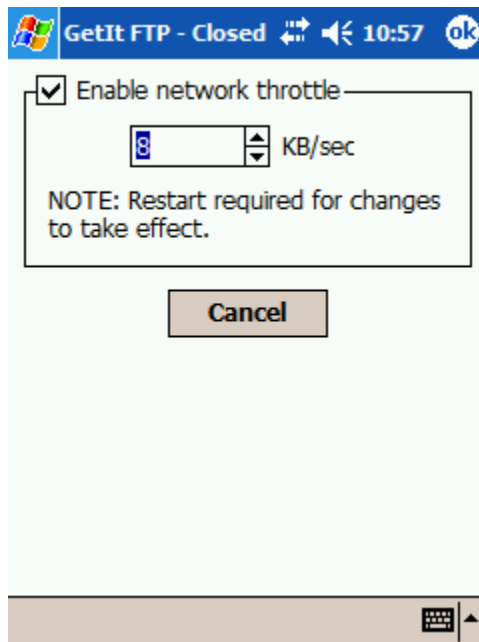 GetIt FTP - Closed 10:57 ok
Enable network throttle
8 KB/sec
NOTE: Restart required for changes
to take effect.
Cancel